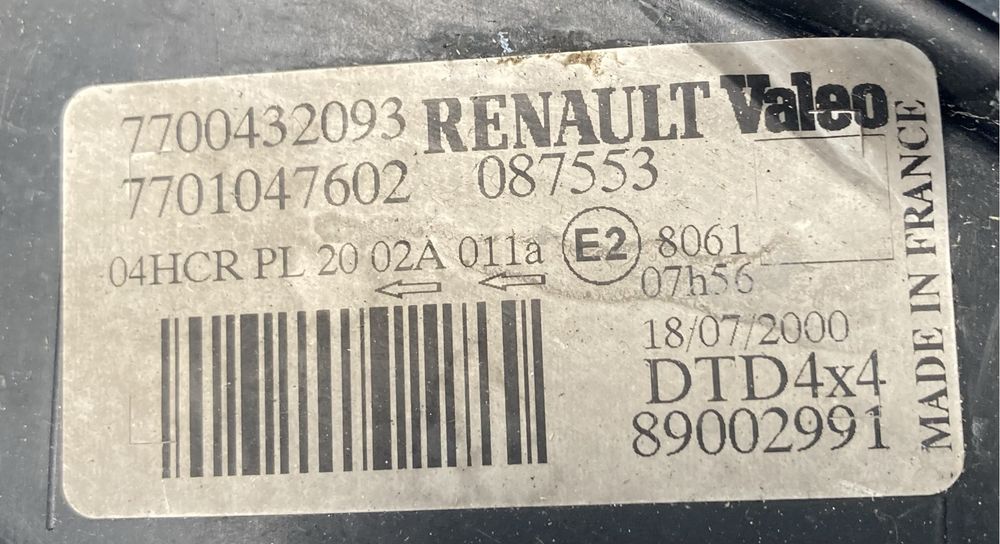 7700432093 RENAULT Valeo
7701047602 087553
04HCR PL 20 02A 011a E2 8061
07h56
18/07/2000
DTD4x4
89002991
MADE IN FRANCE